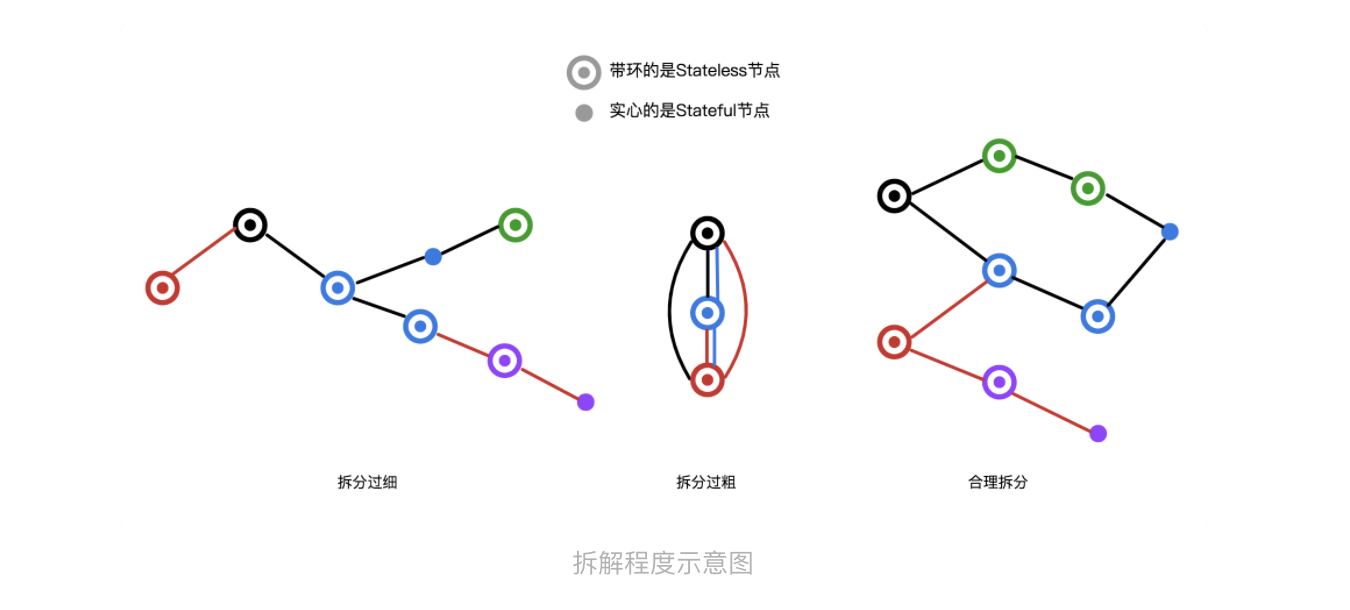 带环的是Stateless节点
实心的是Stateful节点
拆分过细
拆分过粗
合理拆分
拆解程度示意图